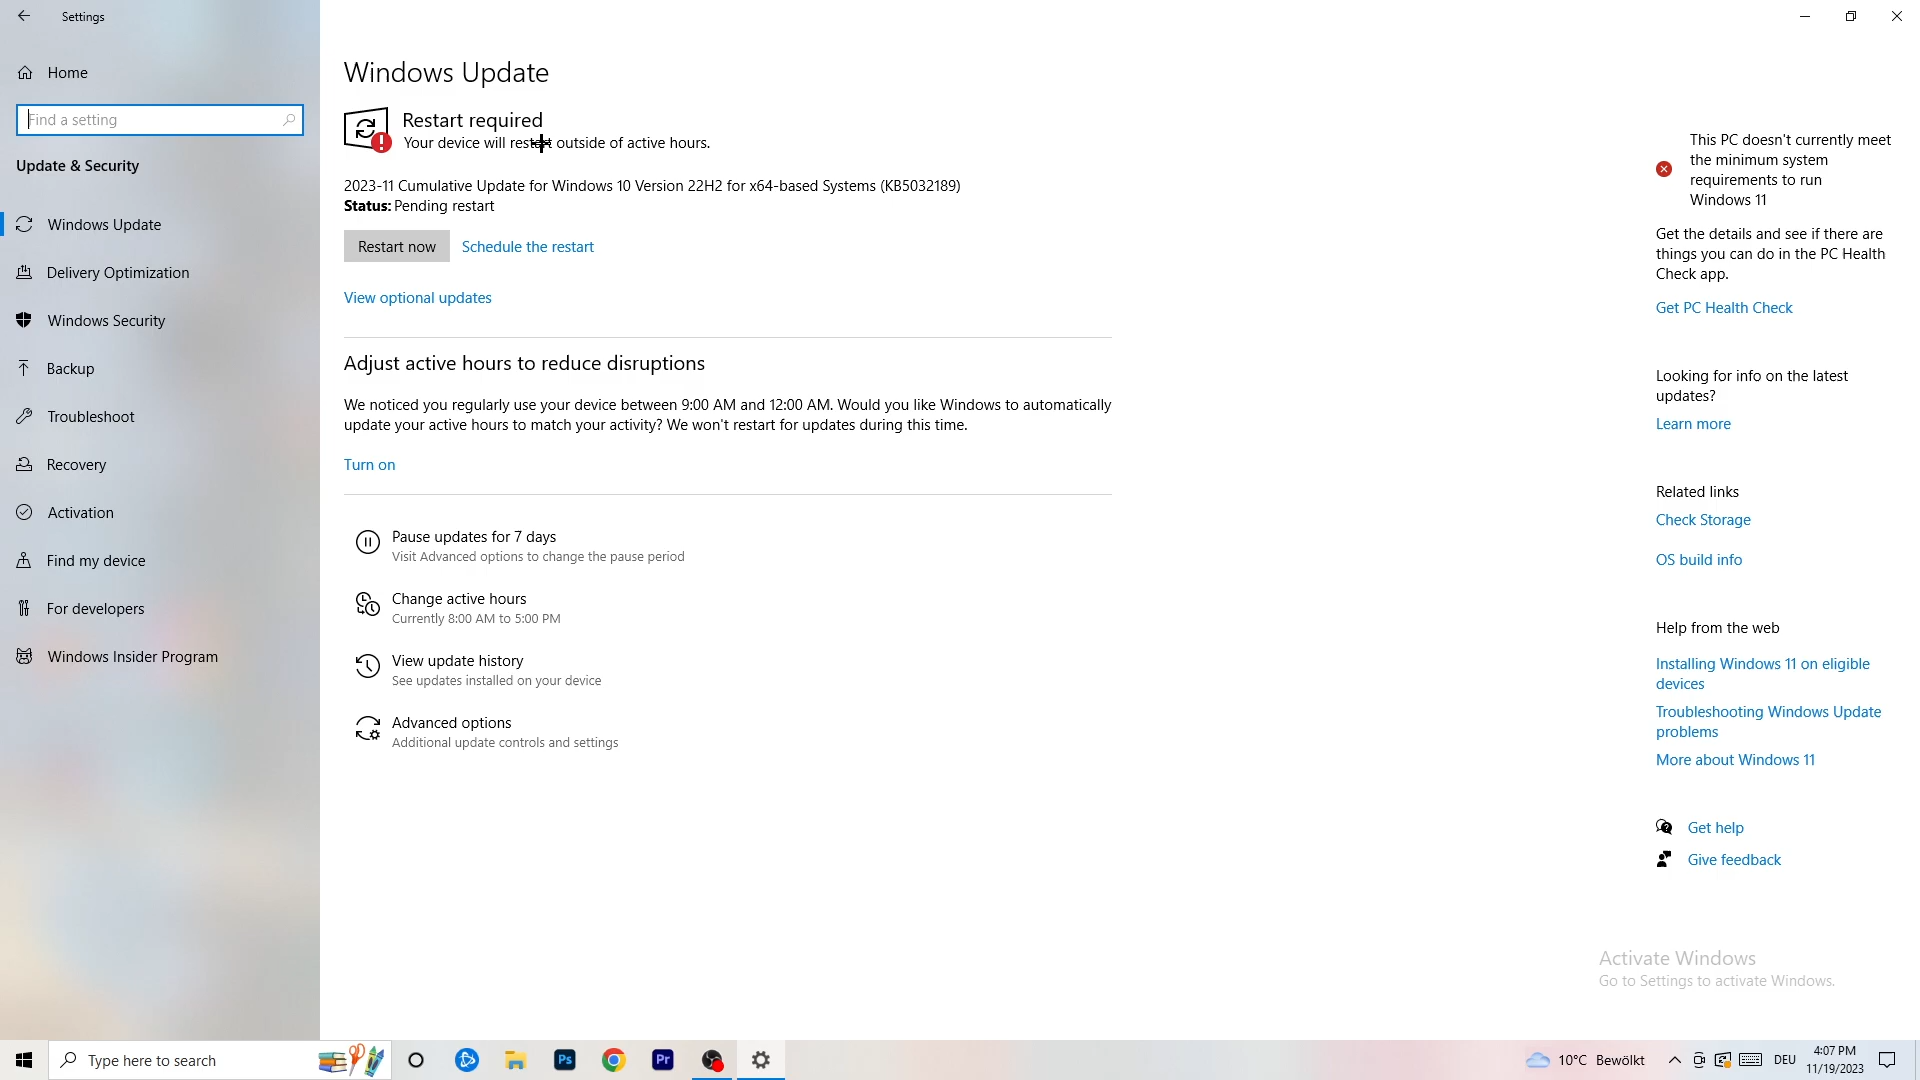 Settings
Home
Find a setting
Update & Security
Windows Update
Delivery Optimization
Windows Security
Backup
Troubleshoot
Recovery
Activation
Find my device
For developers
Windows Insider Program
Windows Update
Restart required
Your device will restart outside of active hours.
2023-11 Cumulative Update for Windows 10 Version 22H2 for x64-based Systems (KB5032189)
Status: Pending restart
Restart now
Schedule the restart
View optional updates
Adjust active hours to reduce disruptions
We noticed you regularly use your device between 9:00 AM and 12:00 AM. Would you like Windows to automatically
update your active hours to match your activity? We won't restart for updates during this time.
Turn on
Pause updates for 7 days
Visit Advanced options to change the pause period
Change active hours
Currently 8:00 AM to 5:00 PM
View update history
See updates installed on your device
Advanced options
Additional update controls and settings
This PC doesn't currently meet
the minimum system
requirements to run
Windows 11
Get the details and see if there are
things you can do in the PC Health
Check app.
Get PC Health Check
Looking for info on the latest
updates?
Learn more
Related links
Check Storage
OS build info
Help from the web
Installing Windows 11 on eligible
devices
Troubleshooting Windows Update
problems
More about Windows 11
Get help
Give feedback
Activate Windows
Go to Settings to activate Windows.
Type here to search
Ps
Pr
10°C Bewölkt
DEU
4:07 PM
11/19/2023